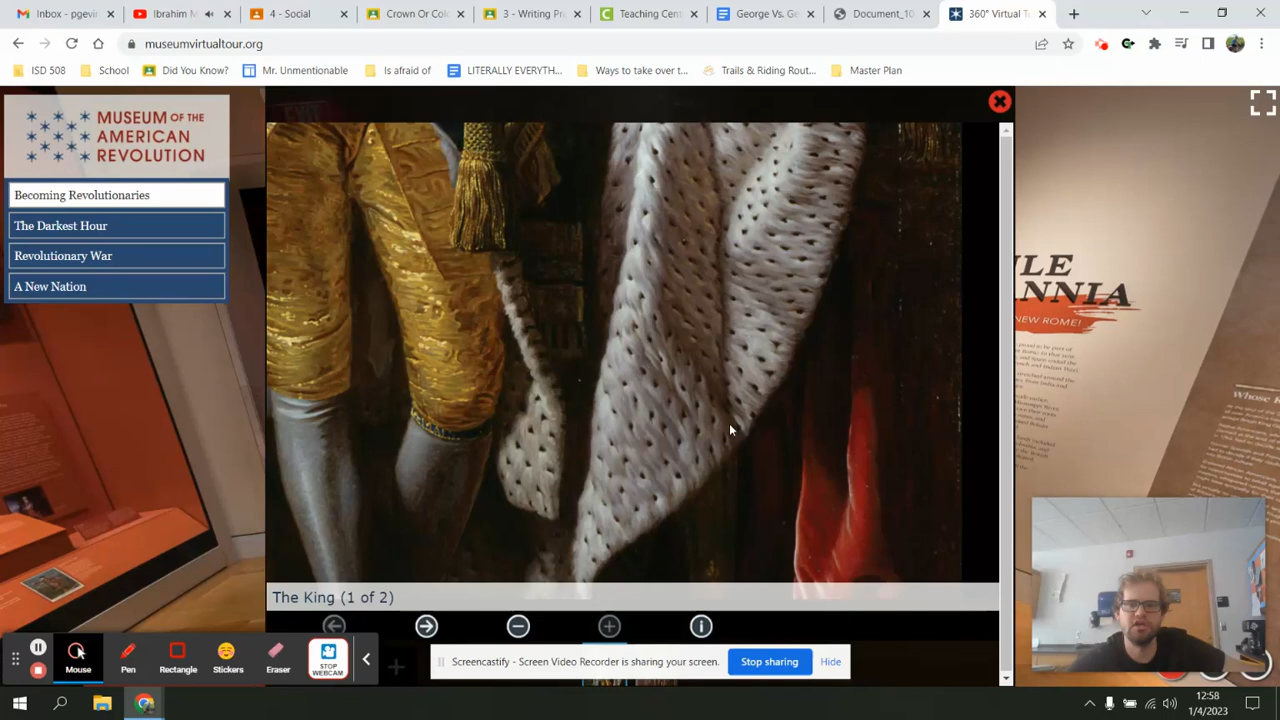 Inbox - pgevin
Ibrahim M
4 - Social
Crown Or Col
3 - Writing Pr
Teaching Cent
George Vs. Ge
Document_10
360° Virtual T
museumvirtualtour.org
ISD 508
School
Did You Know?
Mr. Unmentionable
Is afraid of
LITERALLY EVERYTH...
Ways to take over t...
Trails & Riding Rout...
Master Plan
MUSEUM OF THE
AMERICAN
REVOLUTION
Becoming Revolutionaries
The Darkest Hour
Revolutionary War
A New Nation
ULE
ANNIA
NEW ROME!
Whose R
The King (1 of 2)
Mouse
Pen
Rectangle
Stickers
Eraser
STOP
WEBCAM
Screencastify - Screen Video Recorder is sharing your screen.
Stop sharing
Hide
12:58
1/4/2023